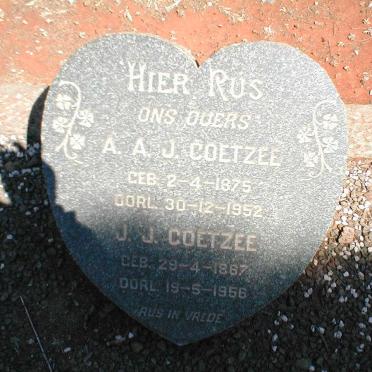 HIER RUS
ONS OUERS
A. A. J. COETZEE
GEB. 2-4-1875
OORL. 30-12-1952
J. J. COETZEE
GEB. 29-4-1867
OORL. 19-5-1956
RUS IN VREDE